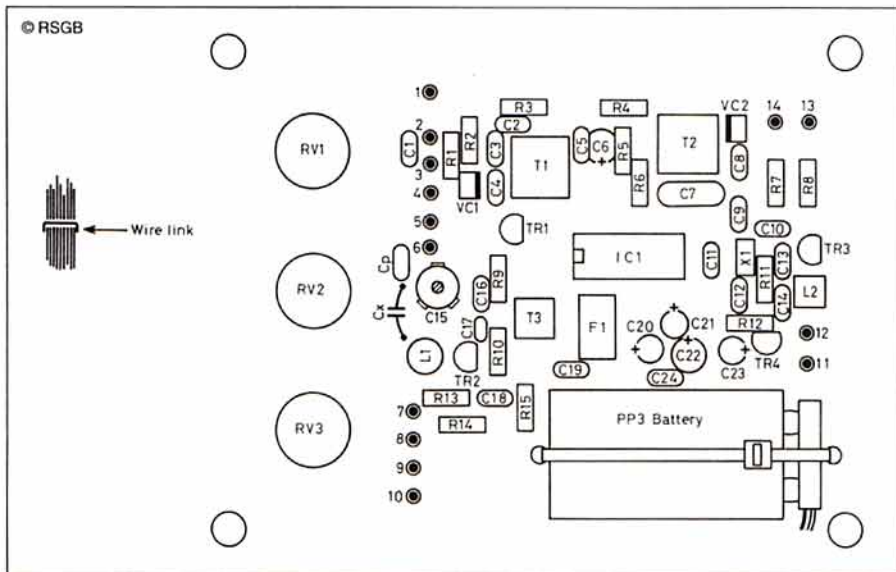 © RSGB
1
R3
R4
VC2
14
13
C2
2
C1
R1
R2
C3
C5
C6
R5
T2
RV1
T1
C8
3
R6
R7
R8
4
C4
C7
VC1
5
TR1
C9
C10
Wire link
6
Cp
R9
IC1
C11
X1
R11
C13
TR3
RV2
C16
C12
C14
L2
Cx
C15
T3
F1
C17
C20
C21
R12
12
L1
R10
C22
TR2
C23
TR4
11
C19
C24
R13
C18
R15
7
RV3
R14
PP3 Battery
8
9
10